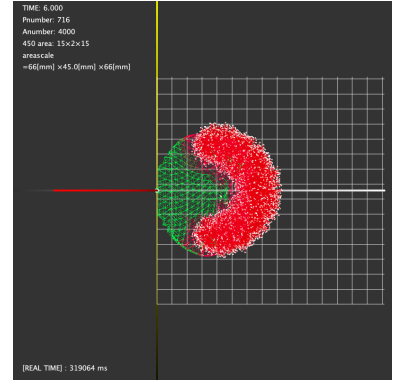 TIME: 6.000
Pnumber: 716
Anumber: 4000
450 area: 15×2×15
areascale
=66[mm] ×45.0[mm] ×66[mm]
[REAL TIME] : 319064 ms